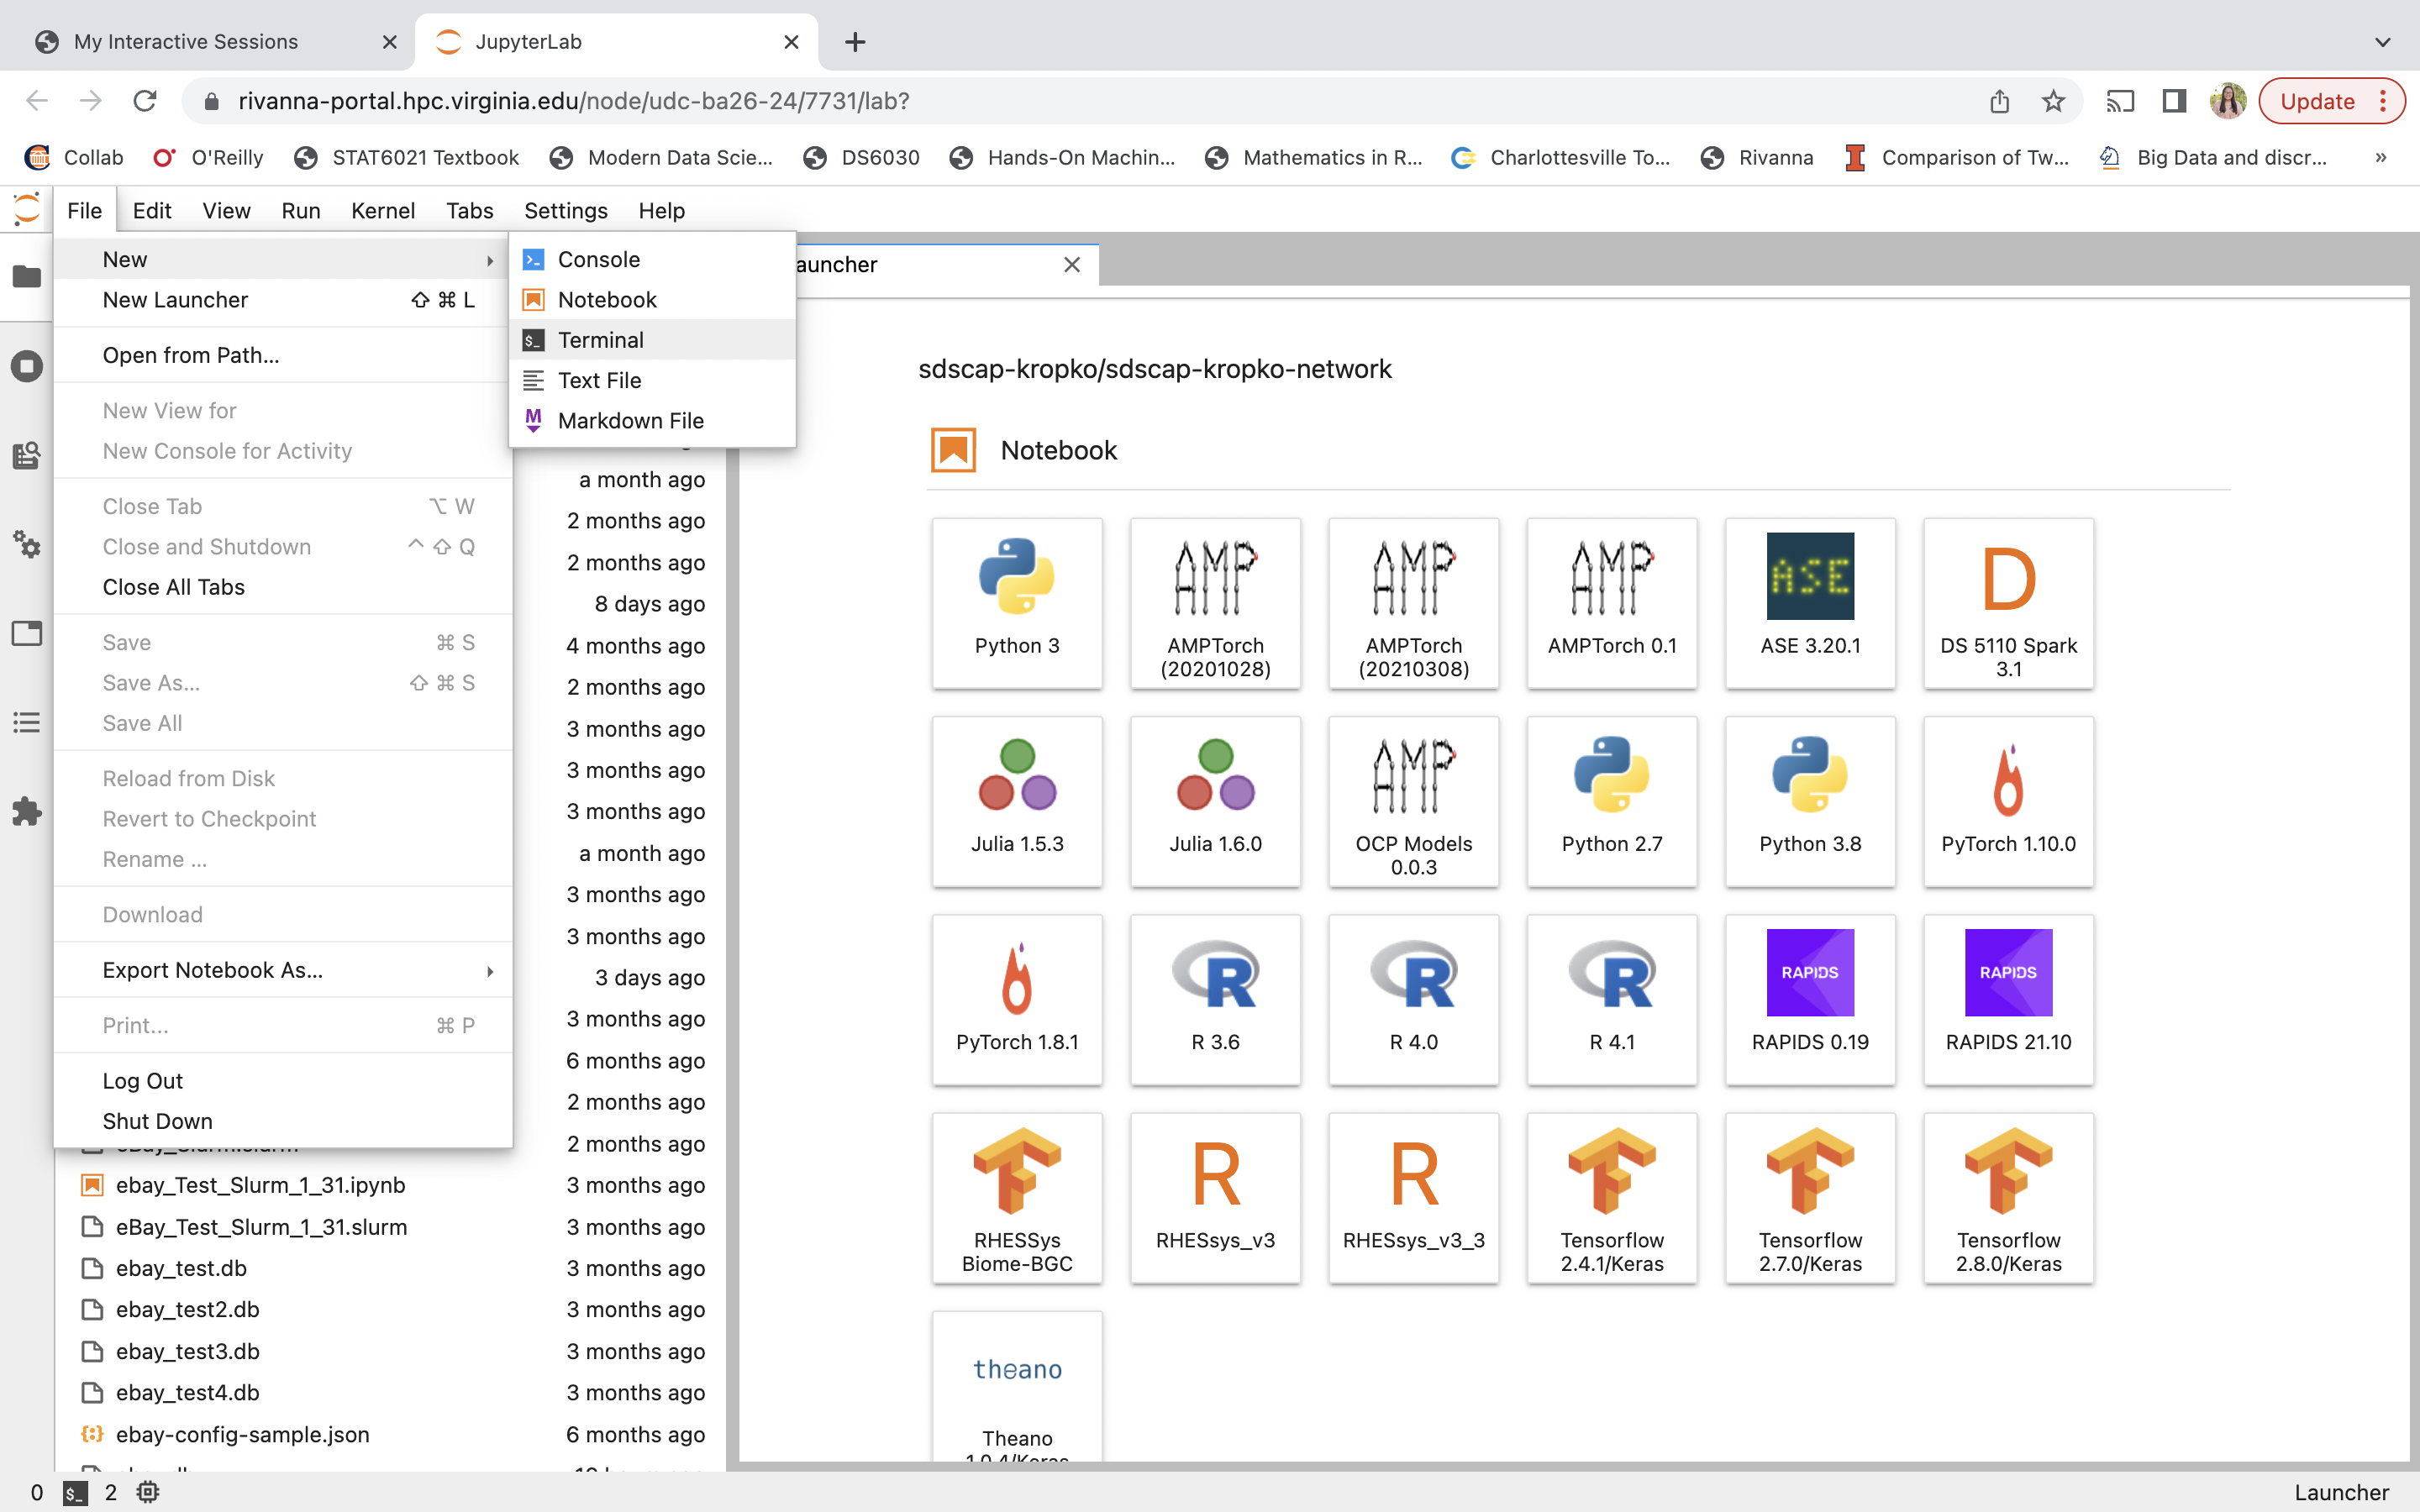 My Interactive Sessions
JupyterLab
rivanna-portal.hpc.virginia.edu/node/udc-ba26-24/7731/lab?
Update
Collab
O'Reilly
STAT6021 Textbook
Modern Data Scie...
DS6030
Hands-On Machin...
Mathematics in R...
Charlottesville To...
Rivanna
Comparison of Tw...
Big Data and discr...
»
File Edit View Run Kernel Tabs Settings Help
New
New Launcher ⇧ ⌘ L
Open from Path...
New View for
New Console for Activity
Close Tab ⌥ W
Close and Shutdown ^ ⇧ Q
Close All Tabs
Save ⌘ S
Save As... ⇧ ⌘ S
Save All
Reload from Disk
Revert to Checkpoint
Rename ...
Download
Export Notebook As...
Print... ⌘ P
Log Out
Shut Down
Console
Notebook
$_ Terminal
Text File
M Markdown File
auncher
a month ago
2 months ago
2 months ago
8 days ago
4 months ago
2 months ago
3 months ago
3 months ago
3 months ago
a month ago
3 months ago
3 months ago
3 days ago
3 months ago
6 months ago
2 months ago
2 months ago
ebay_Test_Slurm_1_31.ipynb 3 months ago
eBay_Test_Slurm_1_31.slurm 3 months ago
ebay_test.db 3 months ago
ebay_test2.db 3 months ago
ebay_test3.db 3 months ago
ebay_test4.db 3 months ago
ebay-config-sample.json 6 months ago
sdscap-kropko/sdscap-kropko-network
Notebook
Python 3
AMP
AMPTorch
(20201028)
AMP
AMPTorch
(20210308)
AMP
AMPTorch 0.1
ASE
ASE 3.20.1
D
DS 5110 Spark
3.1
Julia 1.5.3
Julia 1.6.0
AMP
OCP Models
0.0.3
Python 2.7
Python 3.8
PyTorch 1.10.0
PyTorch 1.8.1
R
R 3.6
R
R 4.0
R
R 4.1
RAPIDS
RAPIDS 0.19
RAPIDS
RAPIDS 21.10
RHESSys
Biome-BGC
R
RHESsys_v3
R
RHESsys_v3_3
Tensorflow
2.4.1/Keras
Tensorflow
2.7.0/Keras
Tensorflow
2.8.0/Keras
theano
Theano
1.0.4/Keras
0 $_ 2
Launcher